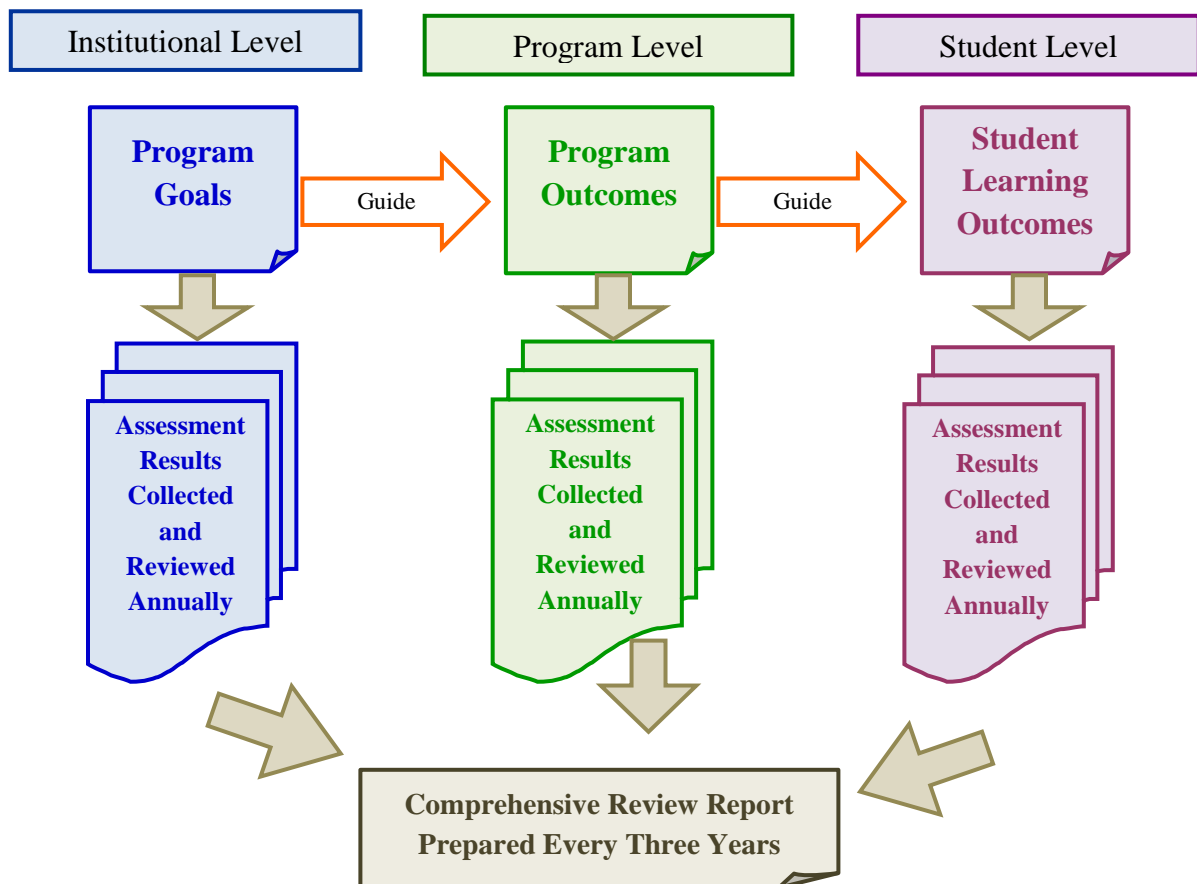 Institutional Level
Program Level
Student Level
Program
Goals
Guide
Program
Outcomes
Guide
Student
Learning
Outcomes
Assessment
Results
Collected
and
Reviewed
Annually
Assessment
Results
Collected
and
Reviewed
Annually
Assessment
Results
Collected
and
Reviewed
Annually
Comprehensive Review Report
Prepared Every Three Years